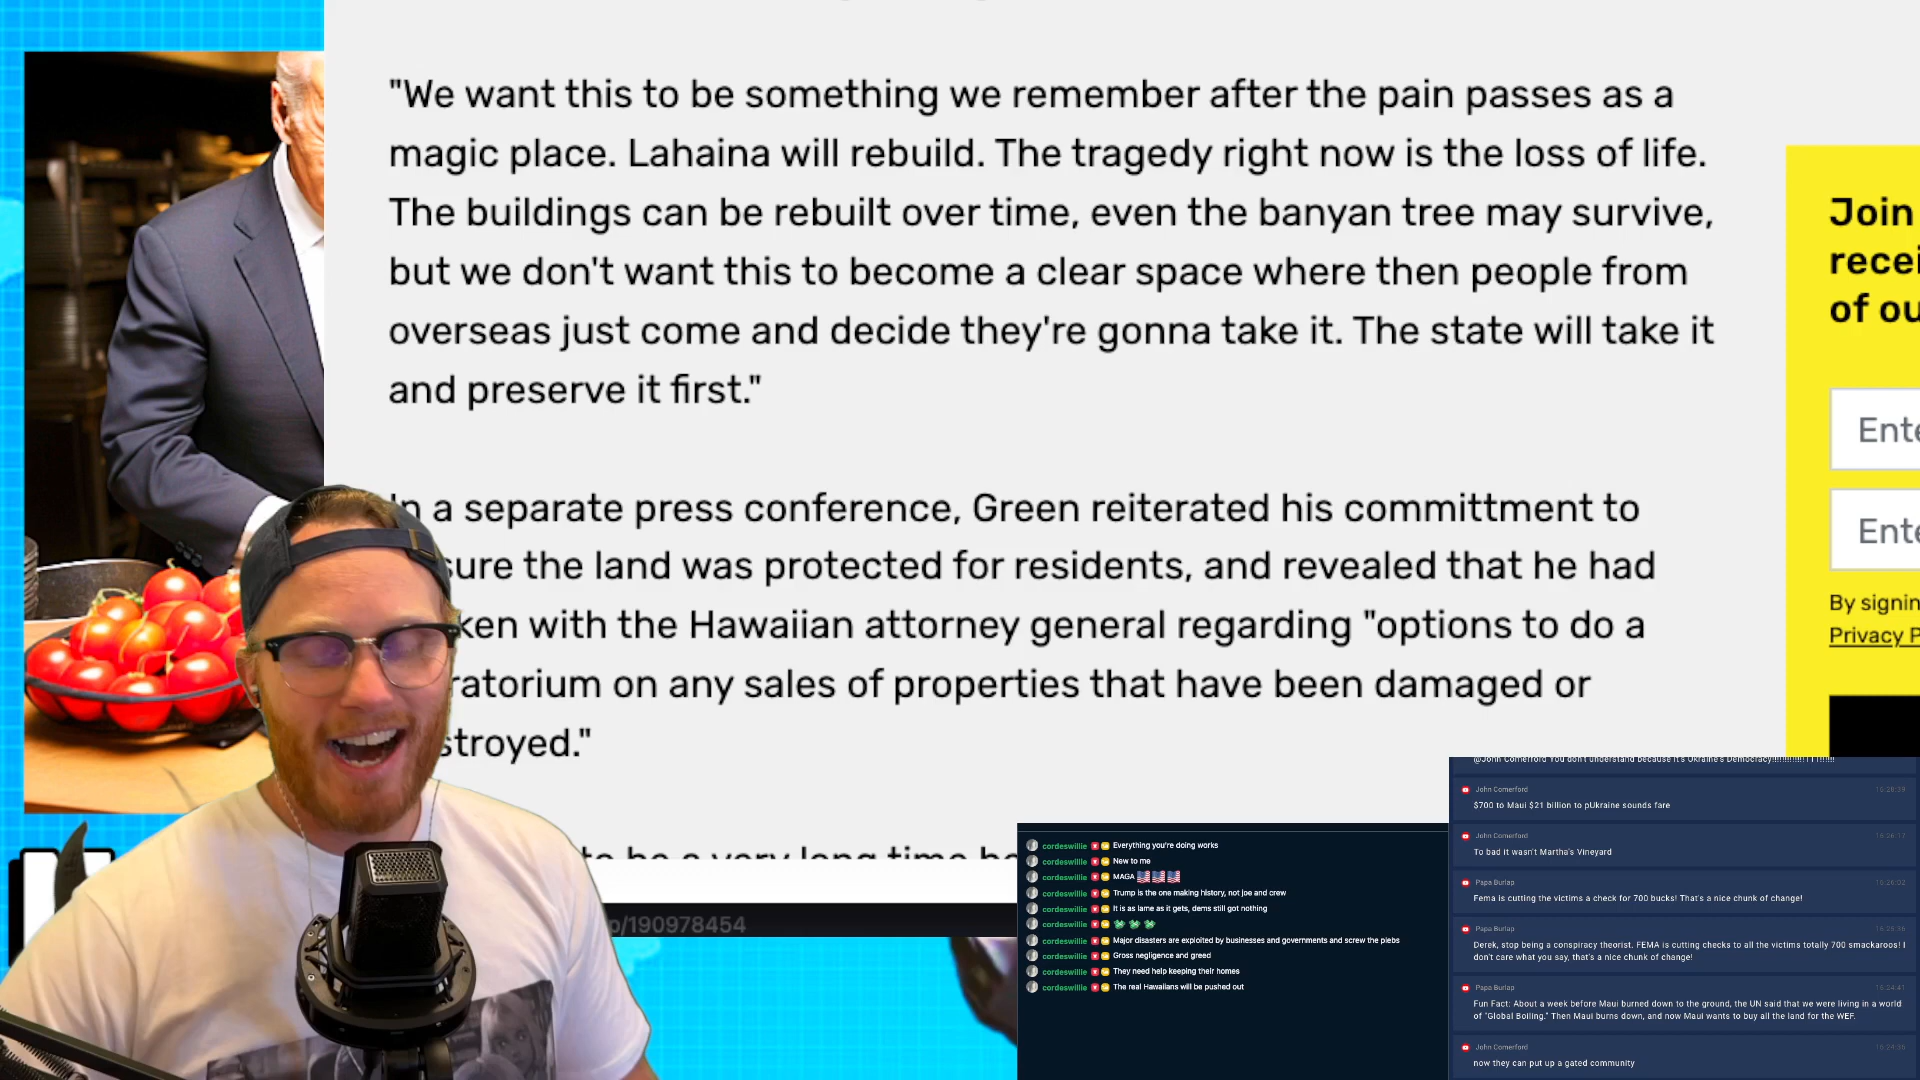 "We want this to be something we remember after the pain passes as a
magic place. Lahaina will rebuild. The tragedy right now is the loss of life.
The buildings can be rebuilt over time, even the banyan tree may survive,
but we don't want this to become a clear space where then people from
overseas just come and decide they're gonna take it. The state will take it
and preserve it first."
In a separate press conference, Green reiterated his committment to
sure the land was protected for residents, and revealed that he had
ken with the Hawaiian attorney general regarding "options to do a
ratorium on any sales of properties that have been damaged or
stroyed."
to be a very long time
p/190978454
Join
recei
of ou
Ente
Ente
By signin
Privacy P
cordeswillie Everything you're doing works
cordeswillie New to me
cordeswillie MAGA 🇺🇸🇺🇸🇺🇸
cordeswillie Trump is the one making history, not joe and crew
cordeswillie It is as lame as it gets, dems still got nothing
cordeswillie
cordeswillie Major disasters are exploited by businesses and governments and screw the plebs
cordeswillie Gross negligence and greed
cordeswillie They need help keeping their homes
cordeswillie The real Hawaiians will be pushed out
@John Comerford You don't understand because it's Ukraine's Democracy
John Comerford
$700 to Maui $21 billion to pUkraine sounds fare
John Comerford
To bad it wasn't Martha's Vineyard
Papa Burlap
Fema is cutting the victims a check for 700 bucks! That's a nice chunk of change!
Papa Burlap
Derek, stop being a conspiracy theorist. FEMA is cutting checks to all the victims totally 700 smackaroos! I
don't care what you say, that's a nice chunk of change!
Papa Burlap
Fun Fact: About a week before Maui burned down to the ground, the UN said that we were living in a world
of "Global Boiling." Then Maui burns down, and now Maui wants to buy all the land for the WEF.
John Comerford
now they can put up a gated community